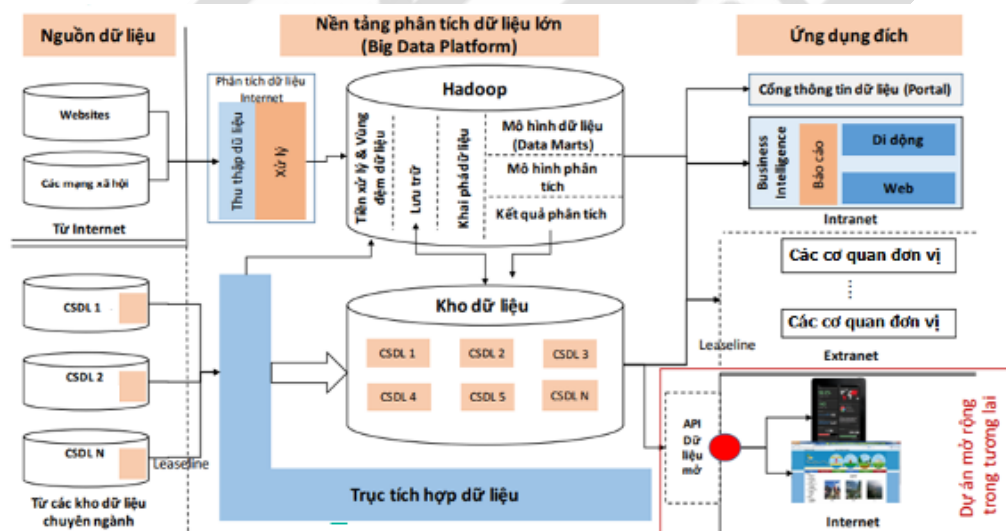 Nguồn dữ liệu
Nền tảng phân tích dữ liệu lớn
(Big Data Platform)
Ứng dụng đích
Websites
Các mạng xã hội
Từ Internet
Phân tích dữ liệu
Internet
Thu thập dũ liệu
Xử lý
Hadoop
Tiền xử lý & Vùng
đệm dữ liệu
Lưu trữ
Khai phá dữ liệu
Mô hình dữ liệu
(Data Marts)
Mô hình phân
tích
Kết quả phân tích
Cổng thông tin dữ liệu (Portal)
Business
Intelligence
Báo cáo
Di động
Web
Intranet
Các cơ quan đơn vị
Các cơ quan đơn vị
Extranet
Leaseline
CSDL 1
CSDL 2
CSDL N
Leaseline
Từ các kho dữ liệu
chuyên ngành
Kho dữ liệu
CSDL 1
CSDL 2
CSDL 3
CSDL 4
CSDL 5
CSDL N
Trục tích hợp dữ liệu
API
Dữ
liệu
mở
Internet
Dự án mở rộng
trong tương lai